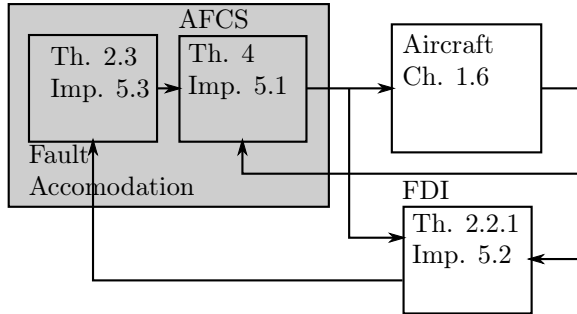 AFCS
Th. 2.3
Imp. 5.3
Th. 4
Imp. 5.1
Aircraft
Ch. 1.6
Fault
Accomodation
FDI
Th. 2.2.1
Imp. 5.2